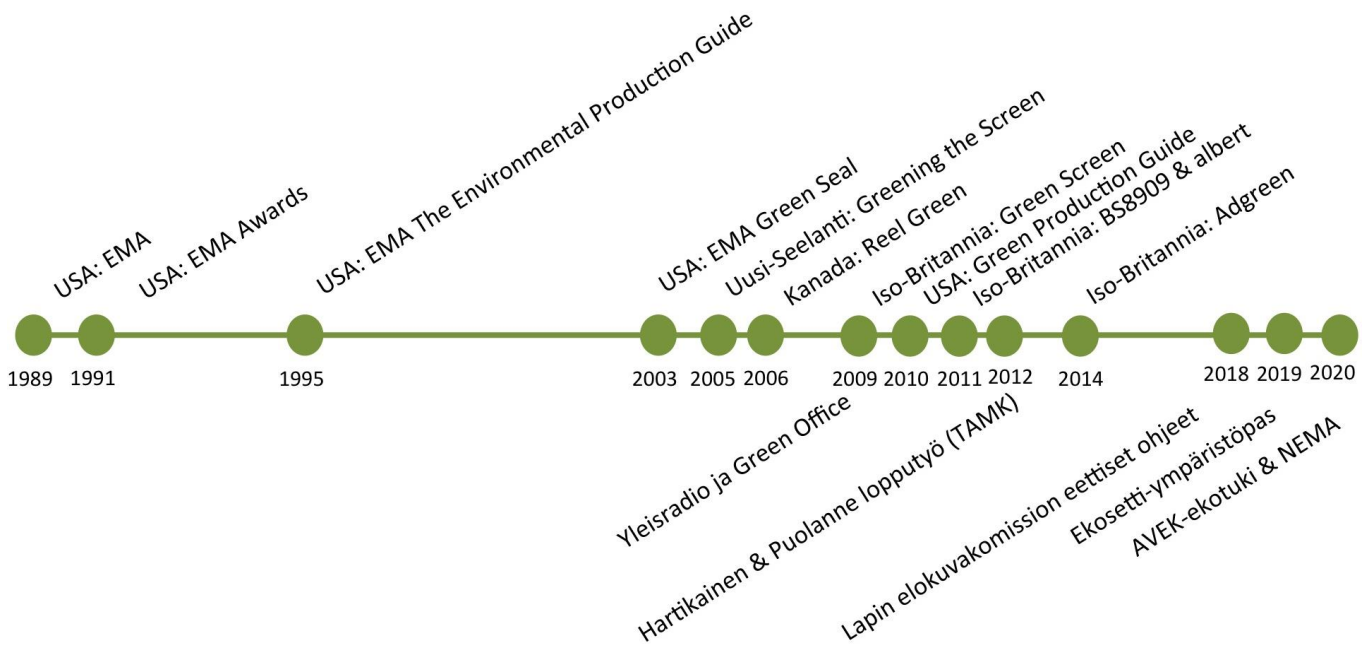 USA: EMA
USA: EMA Awards
USA: EMA The Environmental Production Guide
USA: EMA Green Seal
Uusi-Seelanti: Greening the Screen
Kanada: Reel Green
Iso-Britannia: Green Screen
USA: Green Production Guide
Iso-Britannia: BS8909 & albert
Iso-Britannia: Adgreen
1989 1991 1995 2003 2005 2006 2009 2010 2011 2012 2014 2018 2019 2020
Yleisradio ja Green Office
Hartikainen & Puolanne lopputyö (TAMK)
Lapin elokuvakomission eettiset ohjeet
Ekosetti-ympäristöpas
AVEK-ekotuki & NEMA